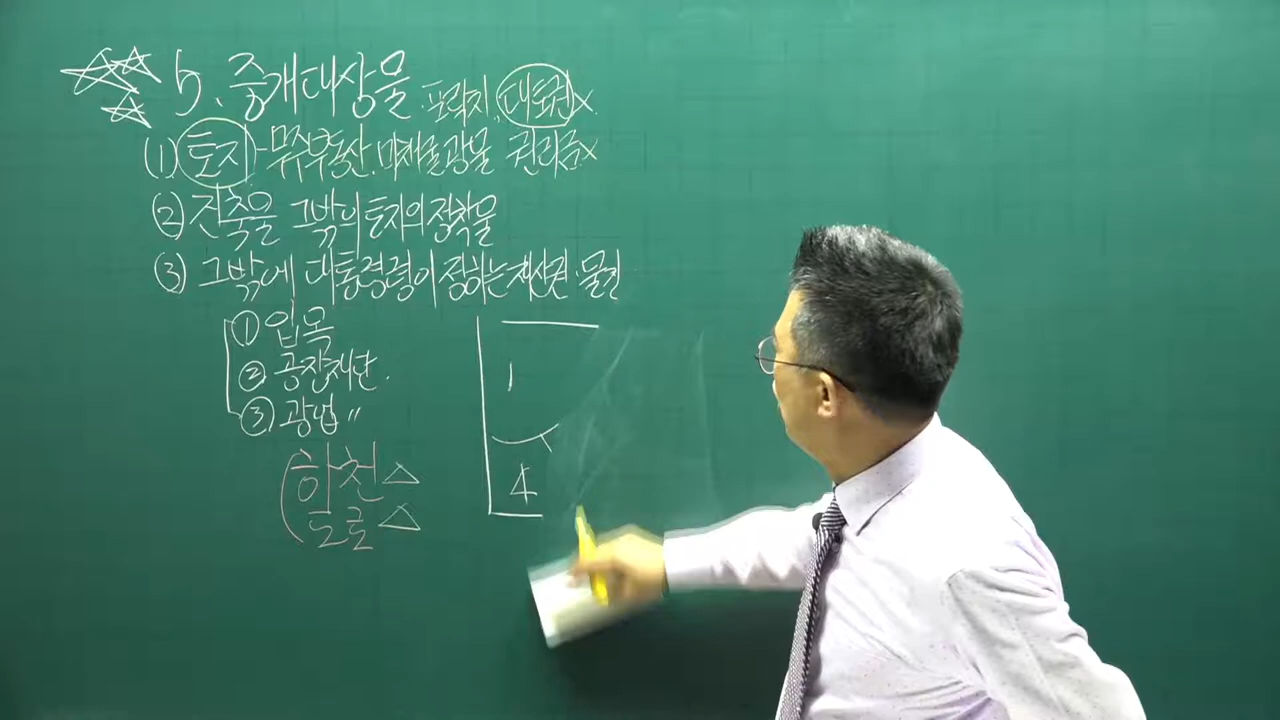 5. 중개대상물 · 포락지, 대토권×
(1) 토지 - 무주부동산, 미채굴광물 권리금×
(2) 건축물 그밖의 토지의 정착물
(3) 그밖에 대통령령이 정하는 재산권·물건
① 입목
② 공장재단.
③ 광업 〃
하천△
도로△
1
4